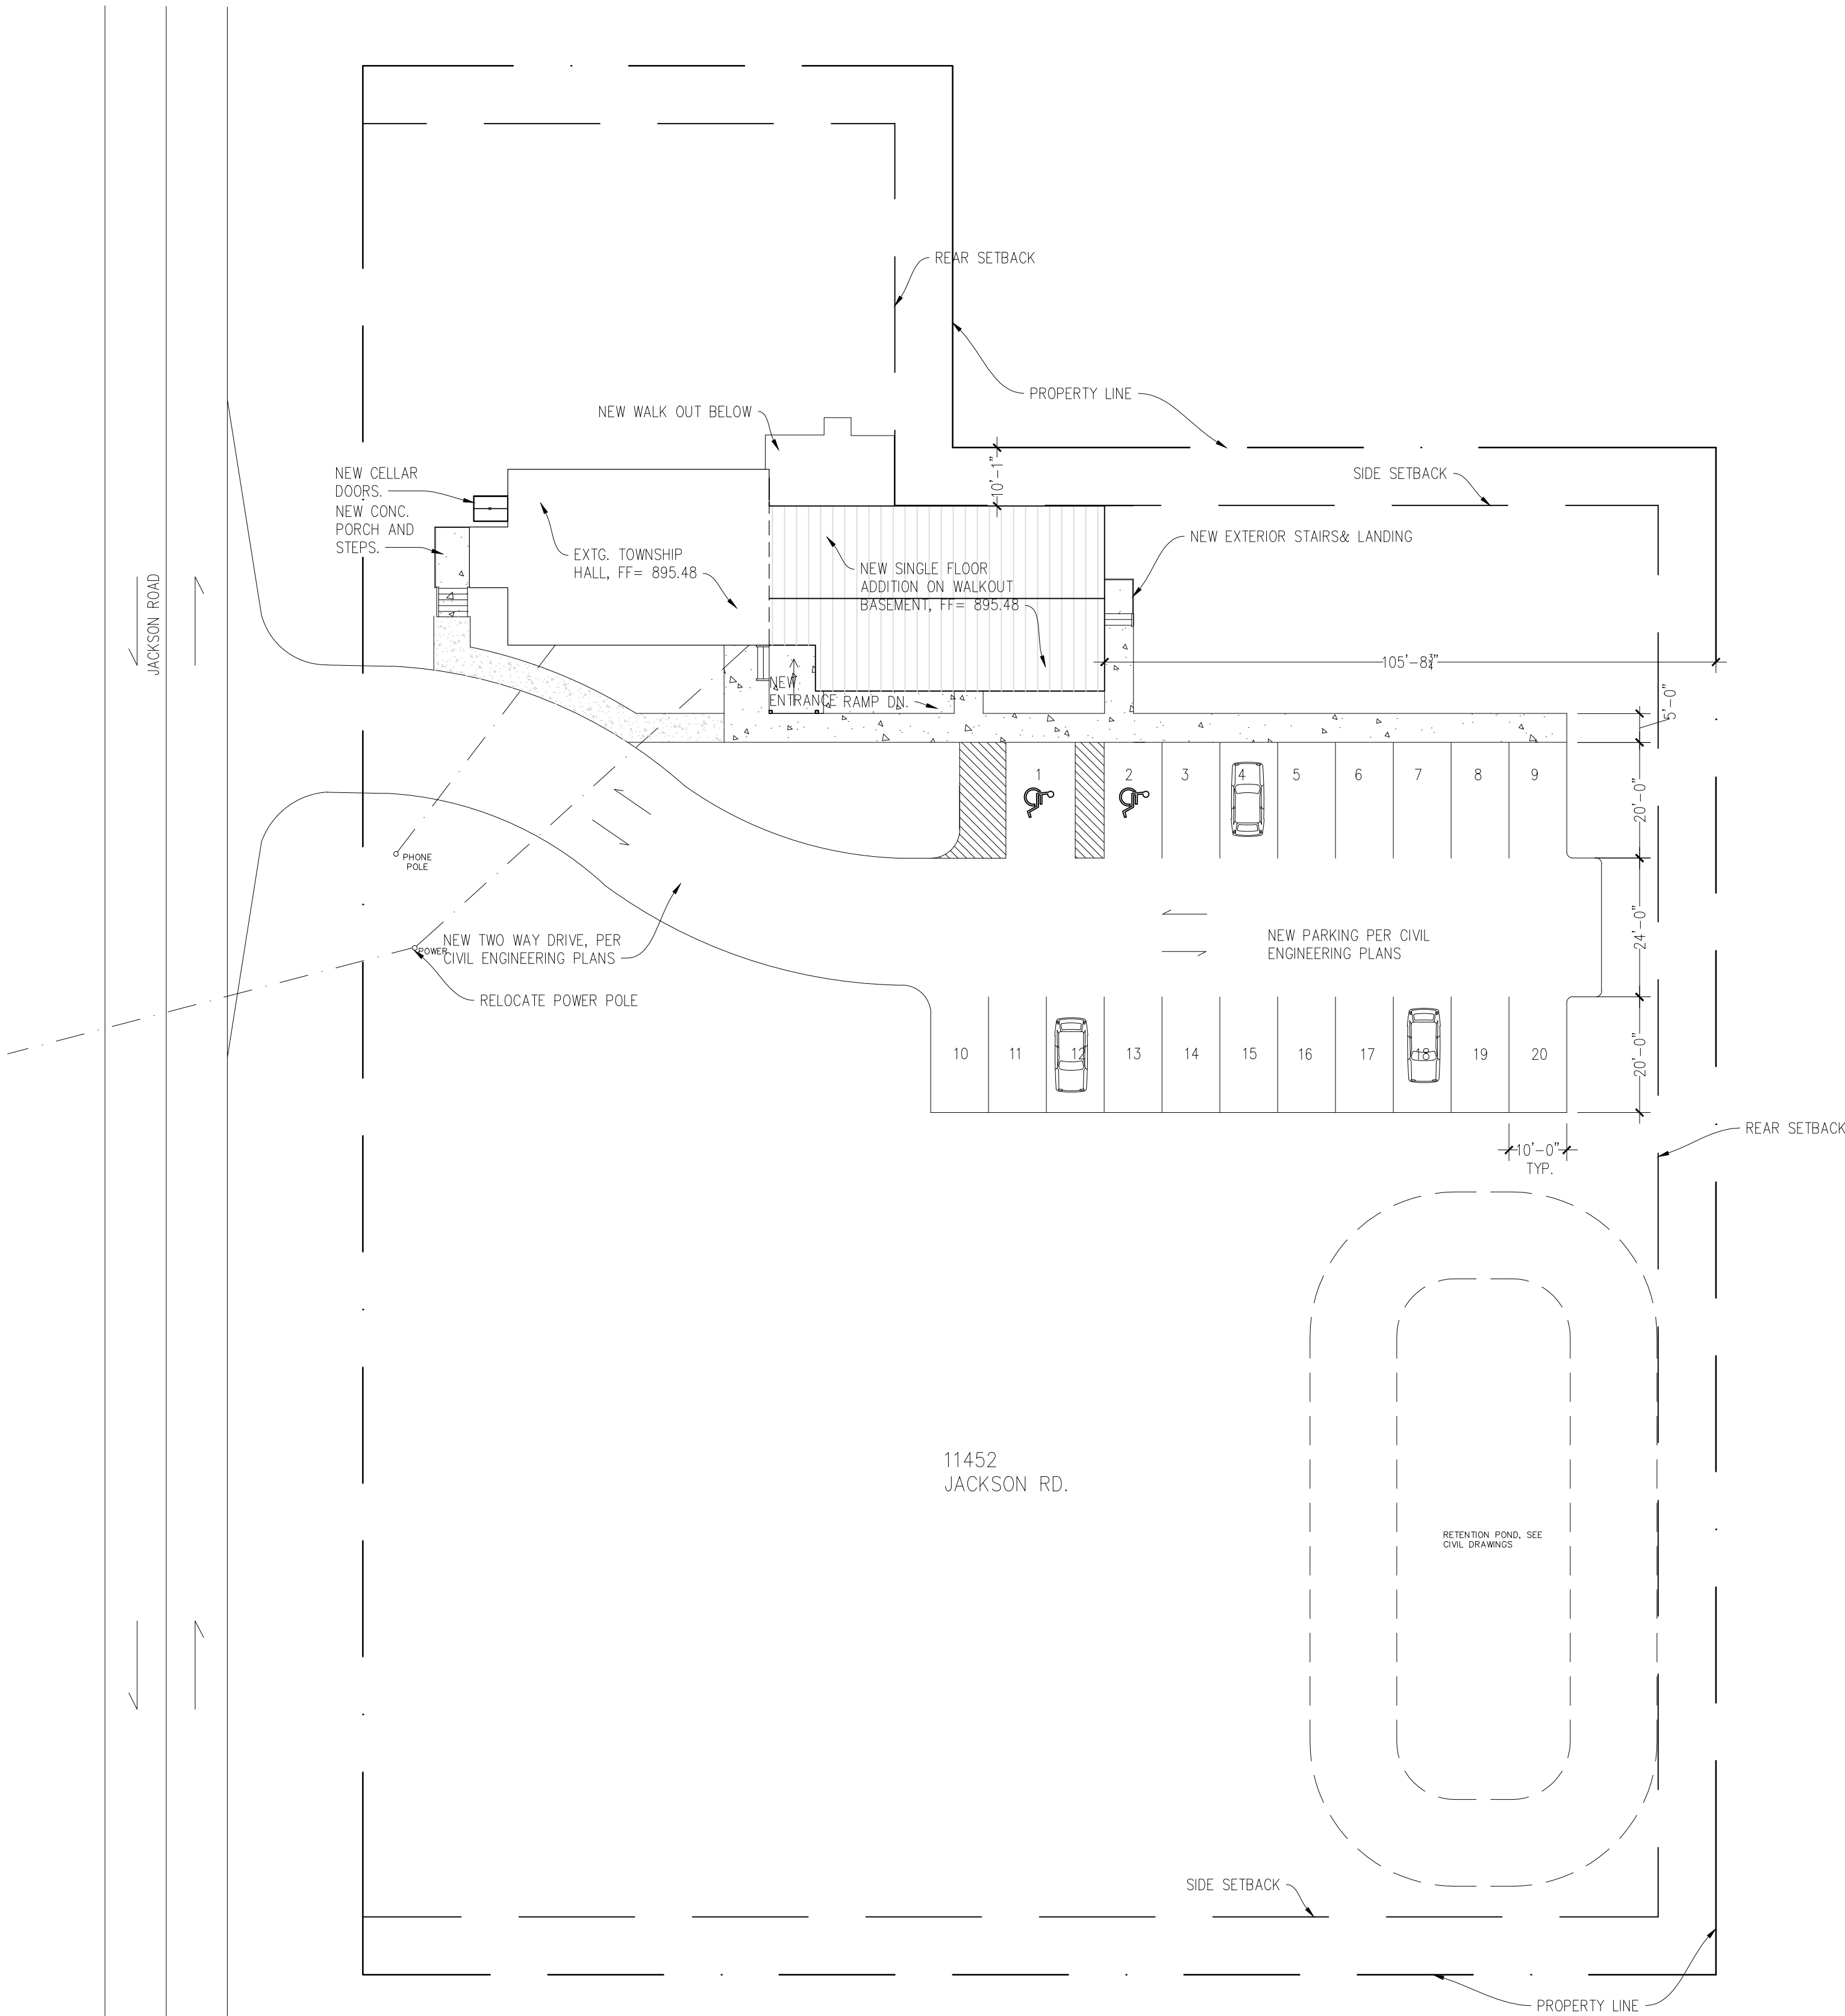 REAR SETBACK
PROPERTY LINE
NEW WALK OUT BELOW
10'-1"
SIDE SETBACK
NEW CELLAR
DOORS.
NEW CONC.
PORCH AND
STEPS.
NEW EXTERIOR STAIRS& LANDING
EXTG. TOWNSHIP
HALL, FF= 895.48
NEW SINGLE FLOOR
ADDITION ON WALKOUT
BASEMENT, FF= 895.48
JACKSON ROAD
105'-8¾"
NEW
ENTRANCE
RAMP DN.
5'-0"
1
2
3
4
5
6
7
8
9
20'-0"
PHONE
POLE
POWER
NEW TWO WAY DRIVE, PER
CIVIL ENGINEERING PLANS
NEW PARKING PER CIVIL
ENGINEERING PLANS
24'-0"
RELOCATE POWER POLE
10
11
12
13
14
15
16
17
18
19
20
20'-0"
REAR SETBACK
10'-0"
TYP.
11452
JACKSON RD.
RETENTION POND, SEE
CIVIL DRAWINGS
SIDE SETBACK
PROPERTY LINE